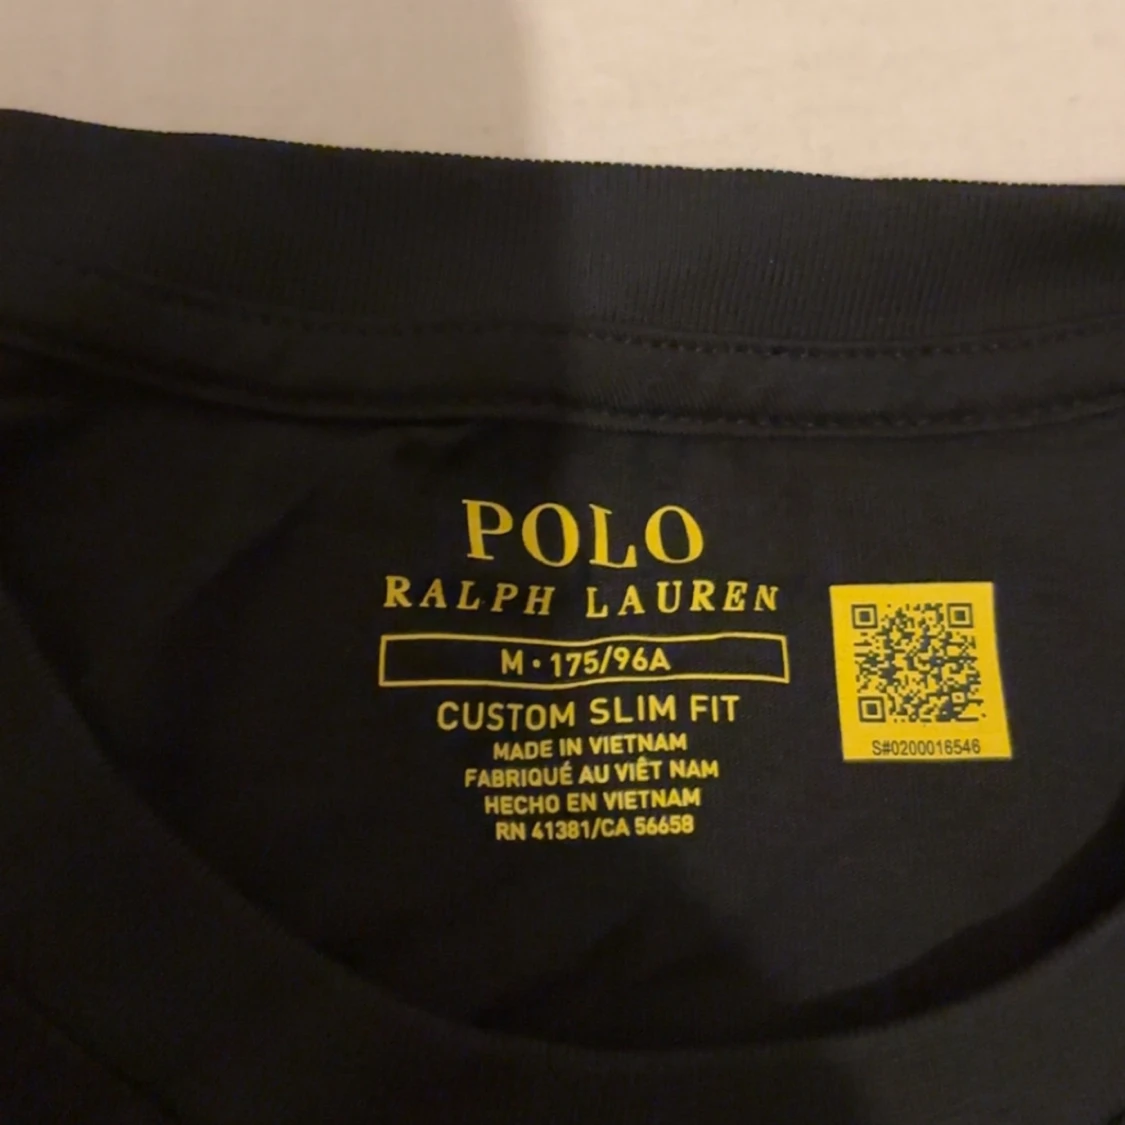 POLO
RALPH LAUREN
M • 175/96A
CUSTOM SLIM FIT
MADE IN VIETNAM
FABRIQUÉ AU VIÊT NAM
HECHO EN VIETNAM
RN 41381/CA 56658
S#0200016546